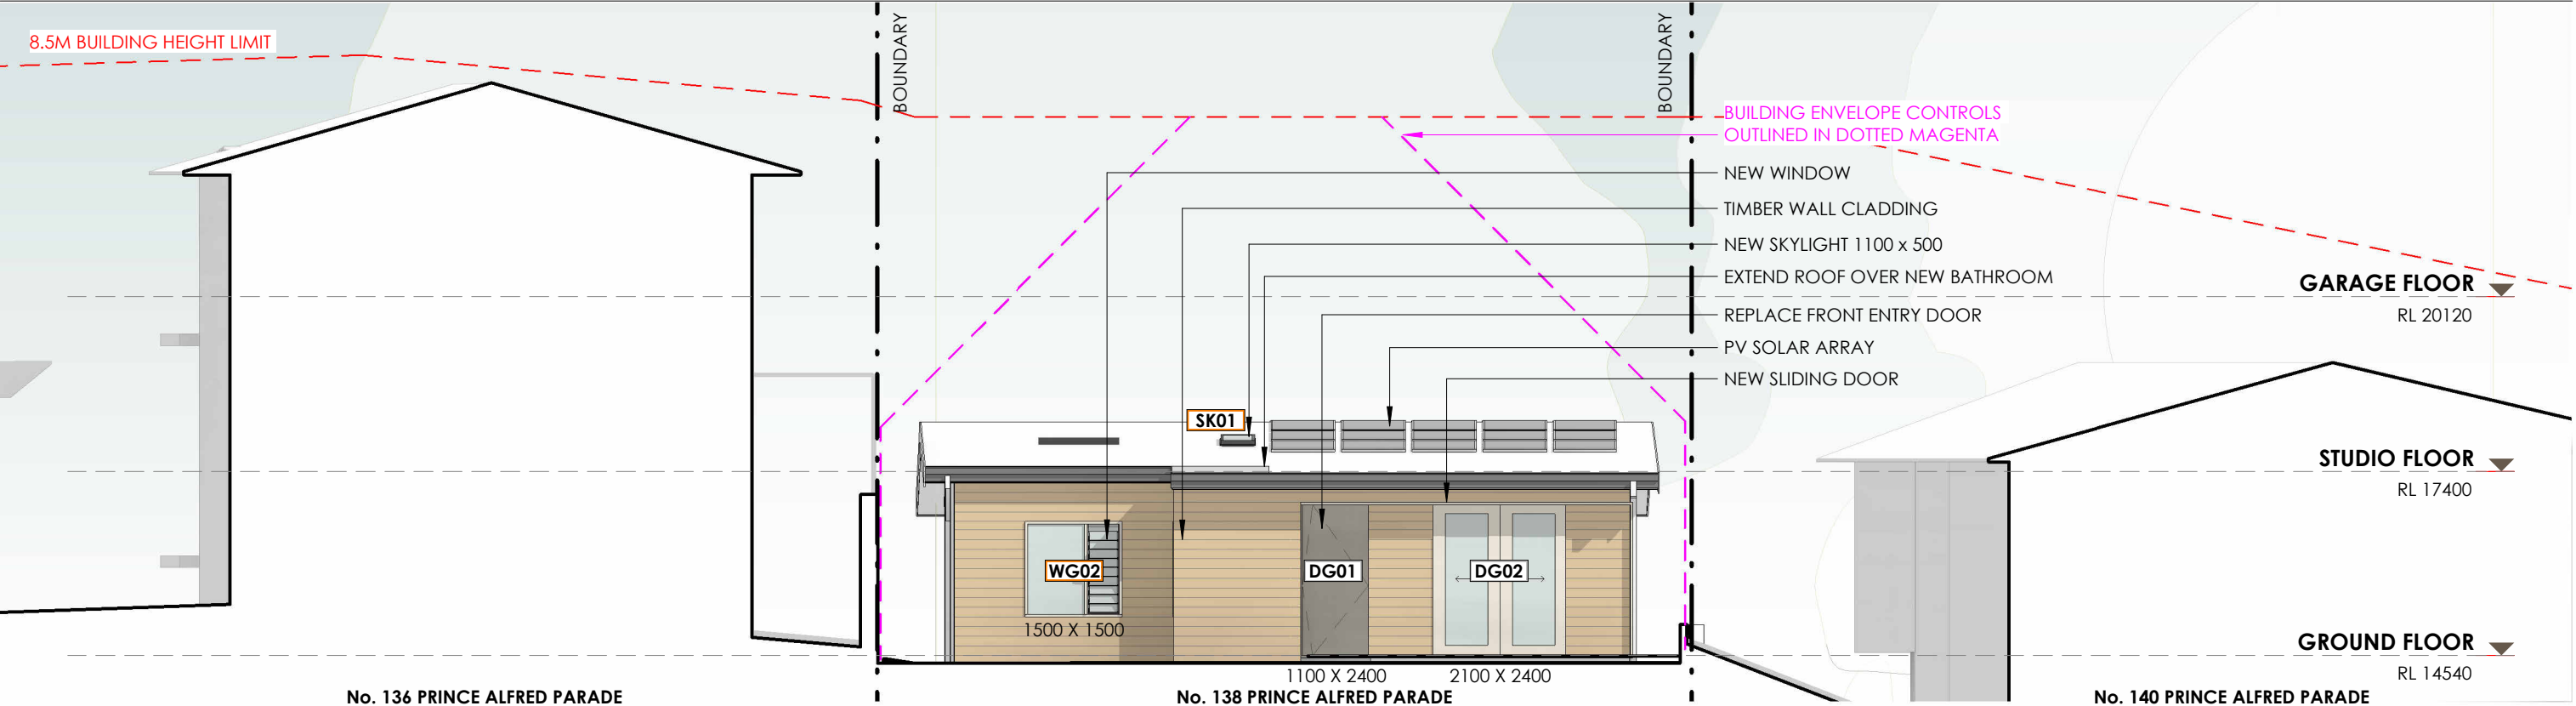 8.5M BUILDING HEIGHT LIMIT
BOUNDARY
BOUNDARY
BUILDING ENVELOPE CONTROLS
OUTLINED IN DOTTED MAGENTA
NEW WINDOW
TIMBER WALL CLADDING
NEW SKYLIGHT 1100 x 500
EXTEND ROOF OVER NEW BATHROOM
REPLACE FRONT ENTRY DOOR
PV SOLAR ARRAY
NEW SLIDING DOOR
GARAGE FLOOR
RL 20120
STUDIO FLOOR
RL 17400
GROUND FLOOR
RL 14540
SK01
WG02
DG01
DG02
1500 X 1500
1100 X 2400
2100 X 2400
No. 136 PRINCE ALFRED PARADE
No. 138 PRINCE ALFRED PARADE
No. 140 PRINCE ALFRED PARADE